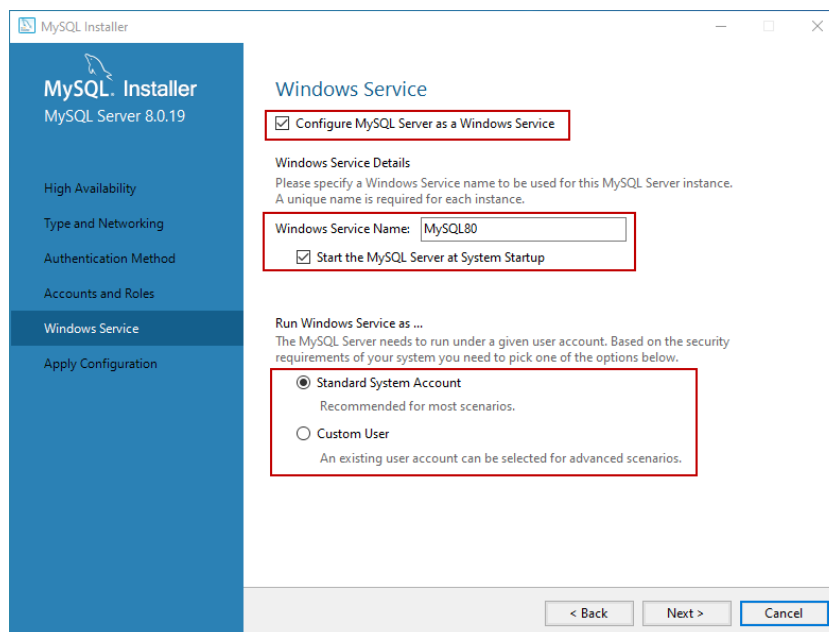 MySQL Installer
MySQL. Installer
MySQL Server 8.0.19
High Availability
Type and Networking
Authentication Method
Accounts and Roles
Windows Service
Apply Configuration
Windows Service
Configure MySQL Server as a Windows Service
Windows Service Details
Please specify a Windows Service name to be used for this MySQL Server instance.
A unique name is required for each instance.
Windows Service Name: MySQL80
Start the MySQL Server at System Startup
Run Windows Service as ...
The MySQL Server needs to run under a given user account. Based on the security
requirements of your system you need to pick one of the options below.
Standard System Account
Recommended for most scenarios.
Custom User
An existing user account can be selected for advanced scenarios.
< Back Next > Cancel